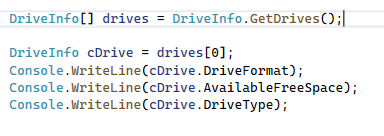 DriveInfo[] drives = DriveInfo.GetDrives();
DriveInfo cDrive = drives[0];
Console.WriteLine(cDrive.DriveFormat);
Console.WriteLine(cDrive.AvailableFreeSpace);
Console.WriteLine(cDrive.DriveType);